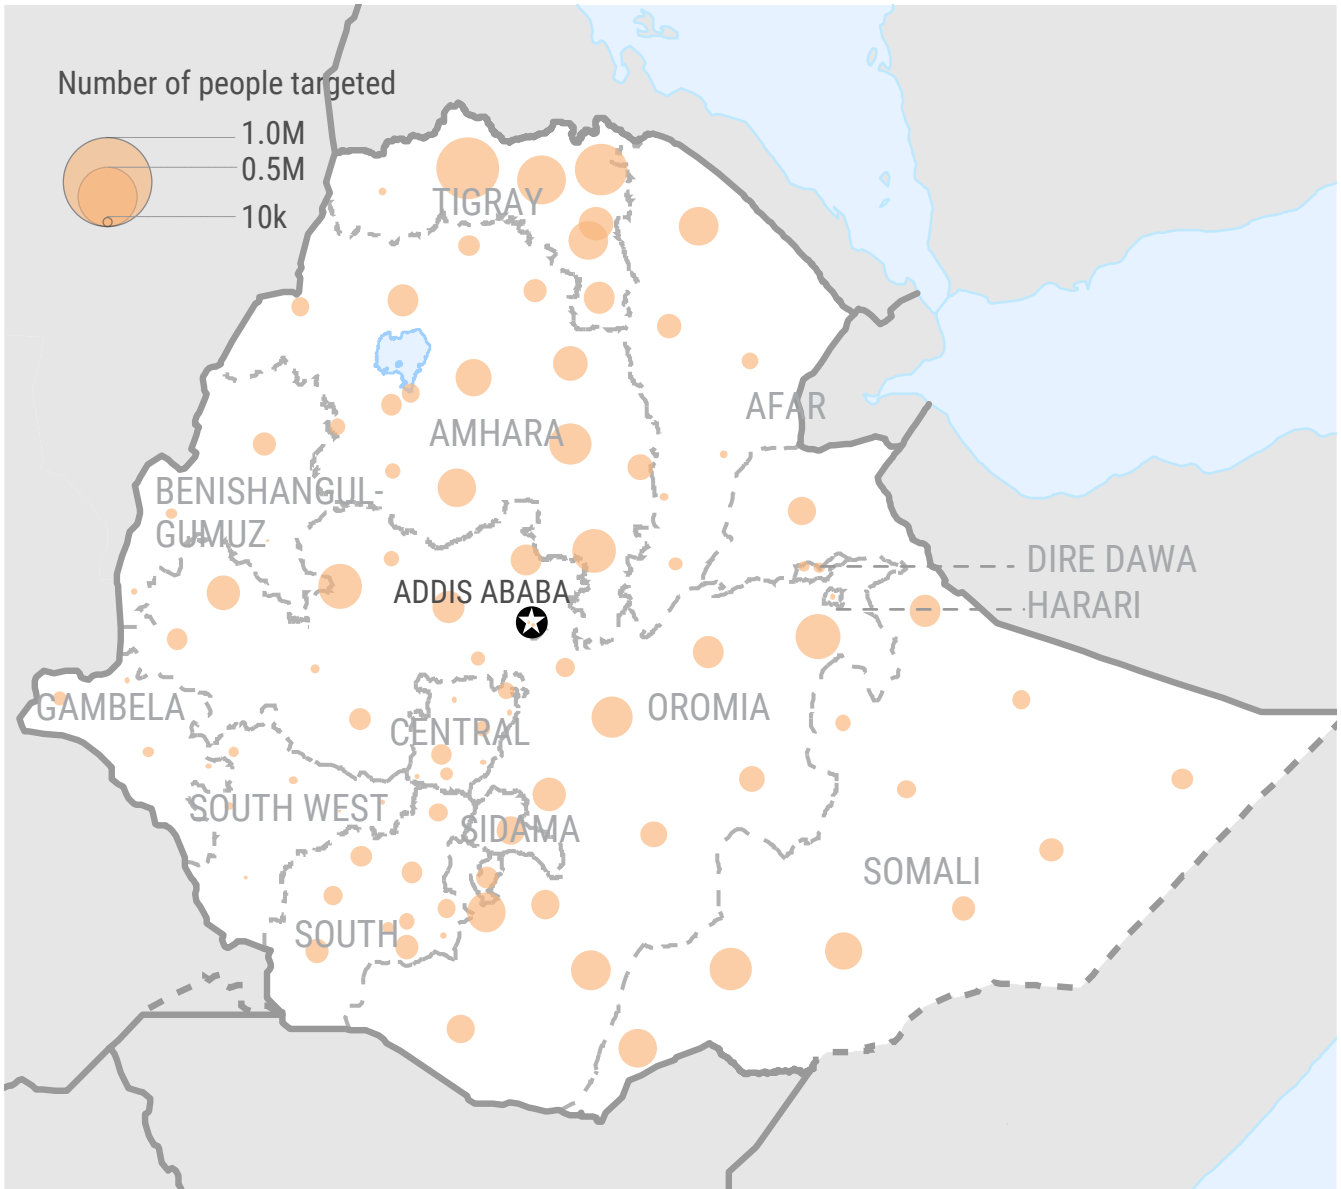 Number of people targeted
1.0M
0.5M
10k
TIGRAY
AFAR
AMHARA
BENISHANGUL-
GUMUZ
DIRE DAWA
ADDIS ABABA
HARARI
GAMBELA
OROMIA
CENTRAL
SOUTH WEST
SIDAMA
SOMALI
SOUTH